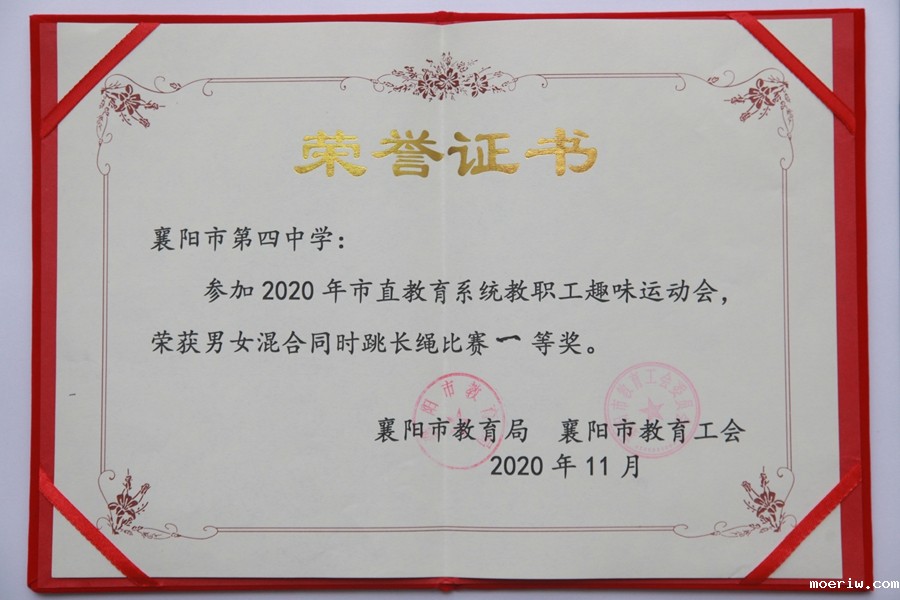 荣誉证书
襄阳市第四中学：
参加2020年市直教育系统教职工趣味运动会，
荣获男女混合同时跳长绳比赛一等奖。
襄阳市教育局 襄阳市教育工会
2020年11月
moeriw.com